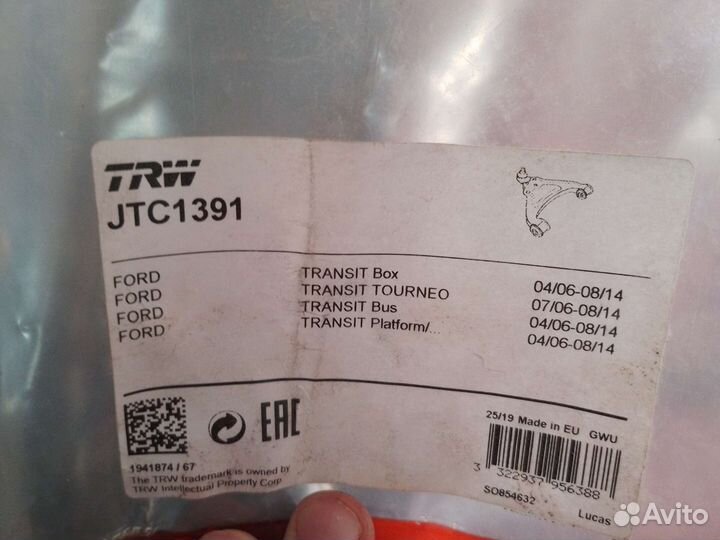 TRW
JTC1391
FORD TRANSIT Box 04/06-08/14
FORD TRANSIT TOURNEO 07/06-08/14
FORD TRANSIT Bus 04/06-08/14
FORD TRANSIT Platform/... 04/06-08/14
EAC
25/19 Made in EU GWU
1941874 / 67
The TRW trademark is owned by
TRW Intellectual Property Corp
3 322937 956388
SO854632
Lucas
Avito